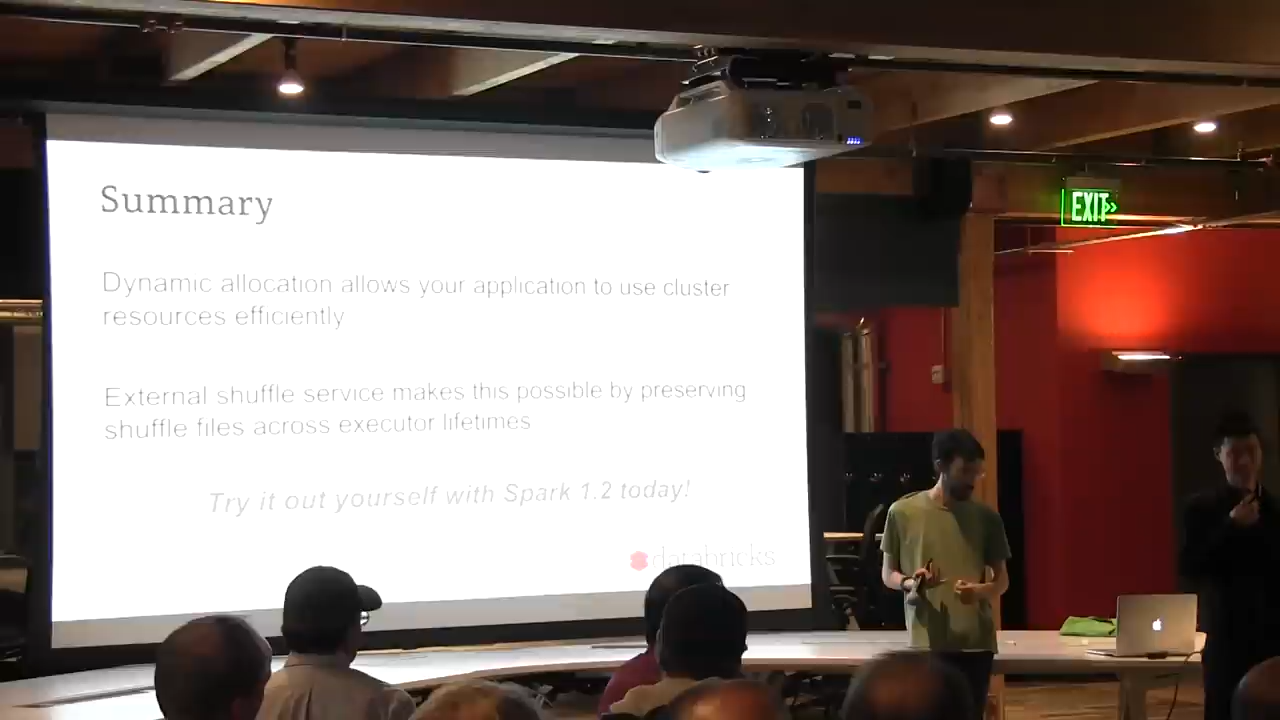 Summary
Dynamic allocation allows your application to use cluster
resources efficiently
External shuffle service makes this possible by preserving
shuffle files across executor lifetimes
Try it out yourself with Spark 1.2 today!
databricks
EXIT